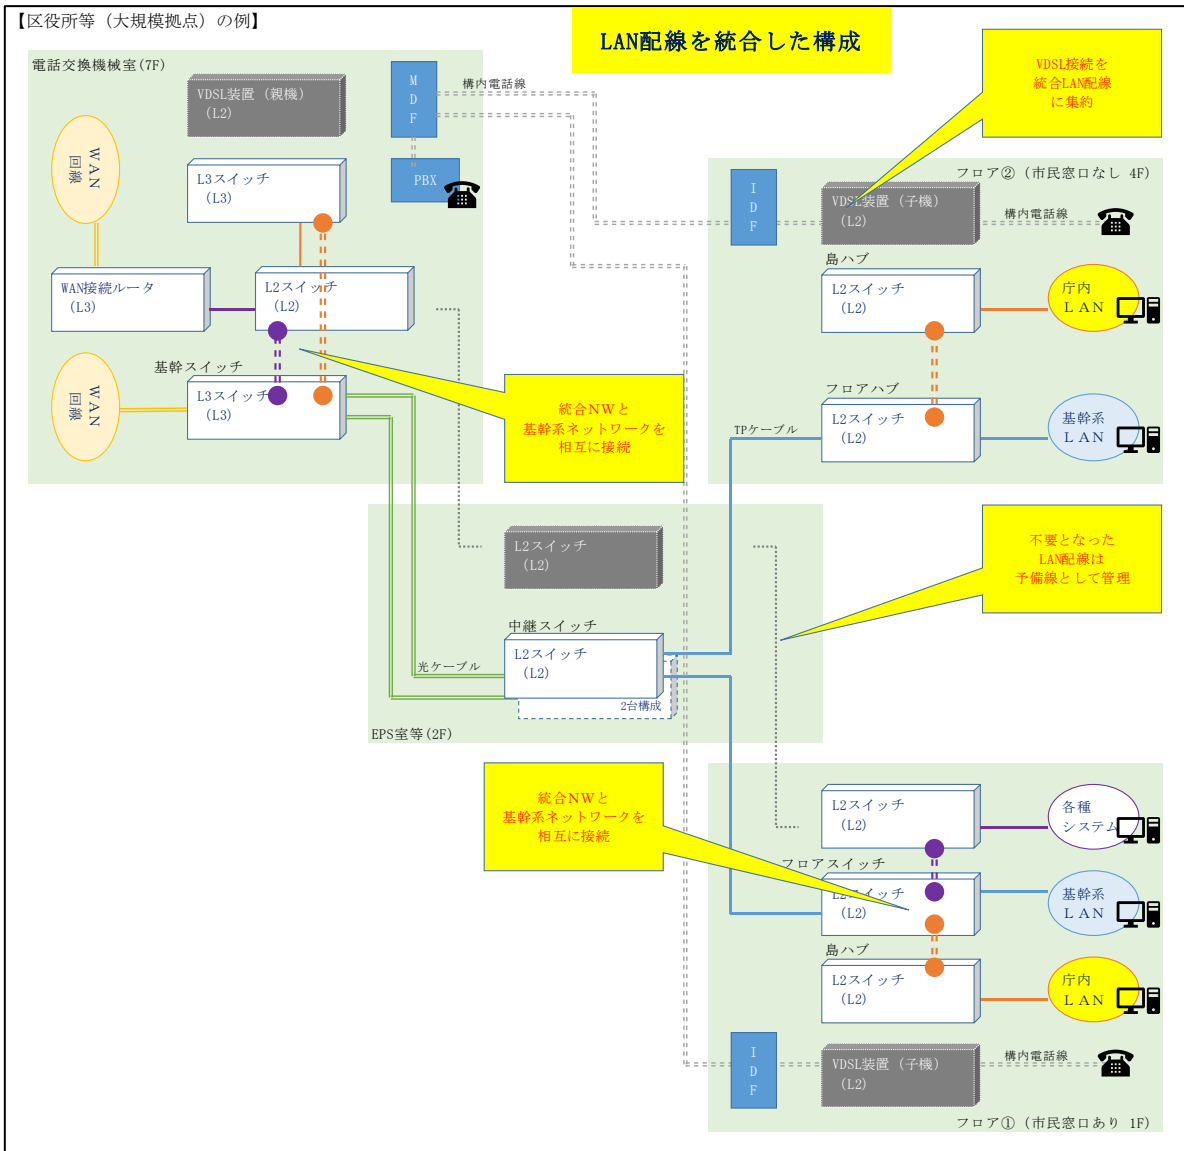 【区役所等（大規模拠点）の例】
LAN配線を統合した構成
電話交換機械室(7F)
VDSL装置（親機）
（L2）
MDF
構内電話線
PBX
WAN
回線
L3スイッチ
（L3）
WAN接続ルータ
（L3）
L2スイッチ
（L2）
基幹スイッチ
L3スイッチ
（L3）
WAN
回線
統合NWと
基幹系ネットワークを
相互に接続
VDSL接続を
統合LAN配線
に集約
フロア②（市民窓口なし 4F）
IDF
VDSL装置（子機）
（L2）
構内電話線
島ハブ
L2スイッチ
（L2）
庁内
LAN
フロアハブ
L2スイッチ
（L2）
TPケーブル
基幹系
LAN
L2スイッチ
（L2）
不要となった
LAN配線は
予備線として管理
中継スイッチ
L2スイッチ
（L2）
光ケーブル
2台構成
EPS室等(2F)
統合NWと
基幹系ネットワークを
相互に接続
L2スイッチ
（L2）
各種
システム
フロアスイッチ
L2スイッチ
（L2）
基幹系
LAN
島ハブ
L2スイッチ
（L2）
庁内
LAN
IDF
VDSL装置（子機）
（L2）
構内電話線
フロア①（市民窓口あり 1F）